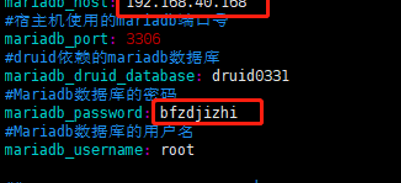 mariadb_host: 192.168.40.168
#宿主机使用的mariadb端口号
mariadb_port: 3306
#druid依赖的mariadb数据库
mariadb_druid_database: druid0331
#Mariadb数据库的密码
mariadb_password: bfzdjizhi
#Mariadb数据库的用户名
mariadb_username: root